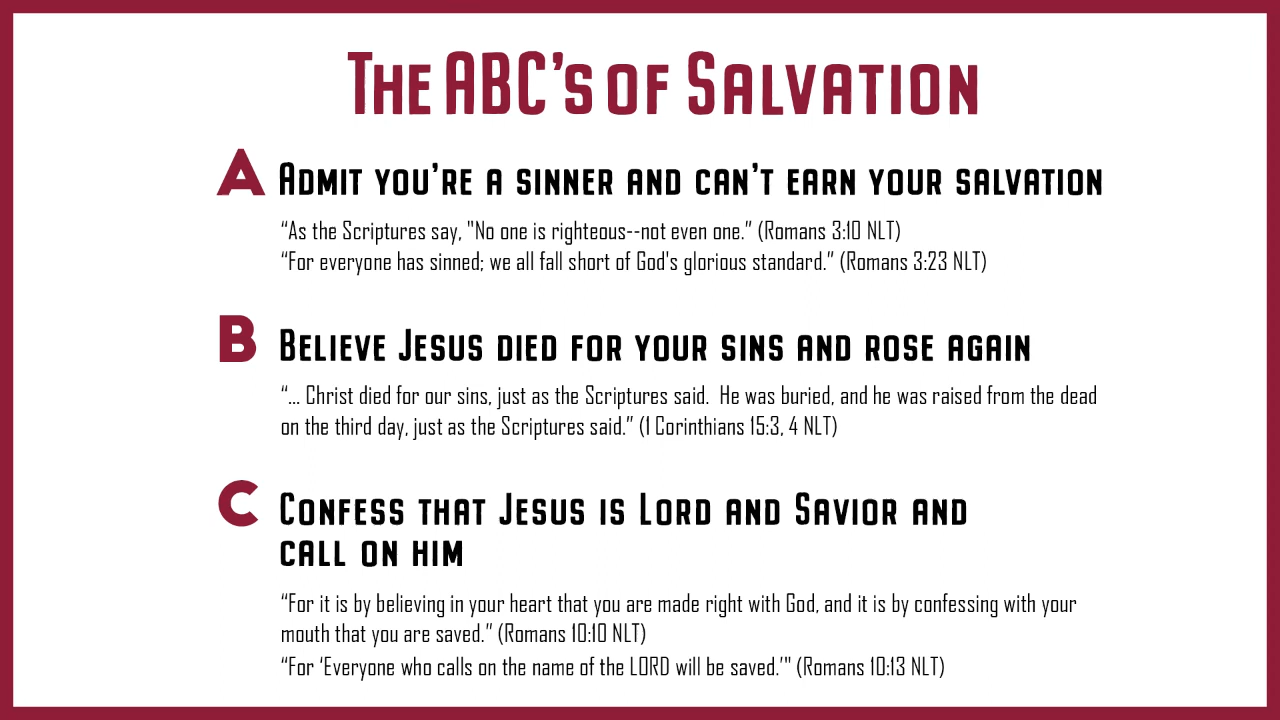 The ABC's of Salvation
A Admit you're a sinner and can't earn your salvation
“As the Scriptures say, "No one is righteous--not even one.” (Romans 3:10 NLT)
“For everyone has sinned; we all fall short of God's glorious standard.” (Romans 3:23 NLT)
B Believe Jesus died for your sins and rose again
“... Christ died for our sins, just as the Scriptures said.  He was buried, and he was raised from the dead
on the third day, just as the Scriptures said.” (1 Corinthians 15:3, 4 NLT)
C Confess that Jesus is Lord and Savior and
call on him
“For it is by believing in your heart that you are made right with God, and it is by confessing with your
mouth that you are saved.” (Romans 10:10 NLT)
“For ‘Everyone who calls on the name of the LORD will be saved.’" (Romans 10:13 NLT)